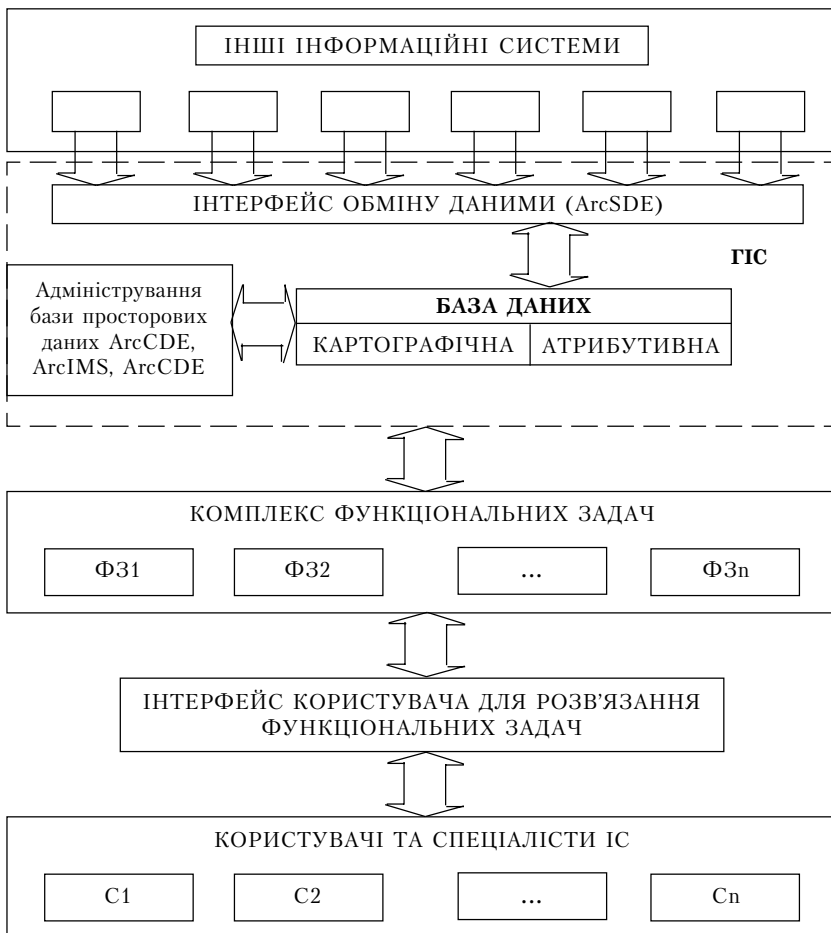 ІНШІ ІНФОРМАЦІЙНІ СИСТЕМИ
ІНТЕРФЕЙС ОБМІНУ ДАНИМИ (ArcSDE)
ГІС
Адміністрування
бази просторових
даних ArcCDE,
ArcIMS, ArcCDE
БАЗА ДАНИХ
КАРТОГРАФІЧНА АТРИБУТИВНА
КОМПЛЕКС ФУНКЦІОНАЛЬНИХ ЗАДАЧ
ФЗ1 ФЗ2 ... ФЗn
ІНТЕРФЕЙС КОРИСТУВАЧА ДЛЯ РОЗВ'ЯЗАННЯ
ФУНКЦІОНАЛЬНИХ ЗАДАЧ
КОРИСТУВАЧІ ТА СПЕЦІАЛІСТИ ІС
С1 С2 ... Сn